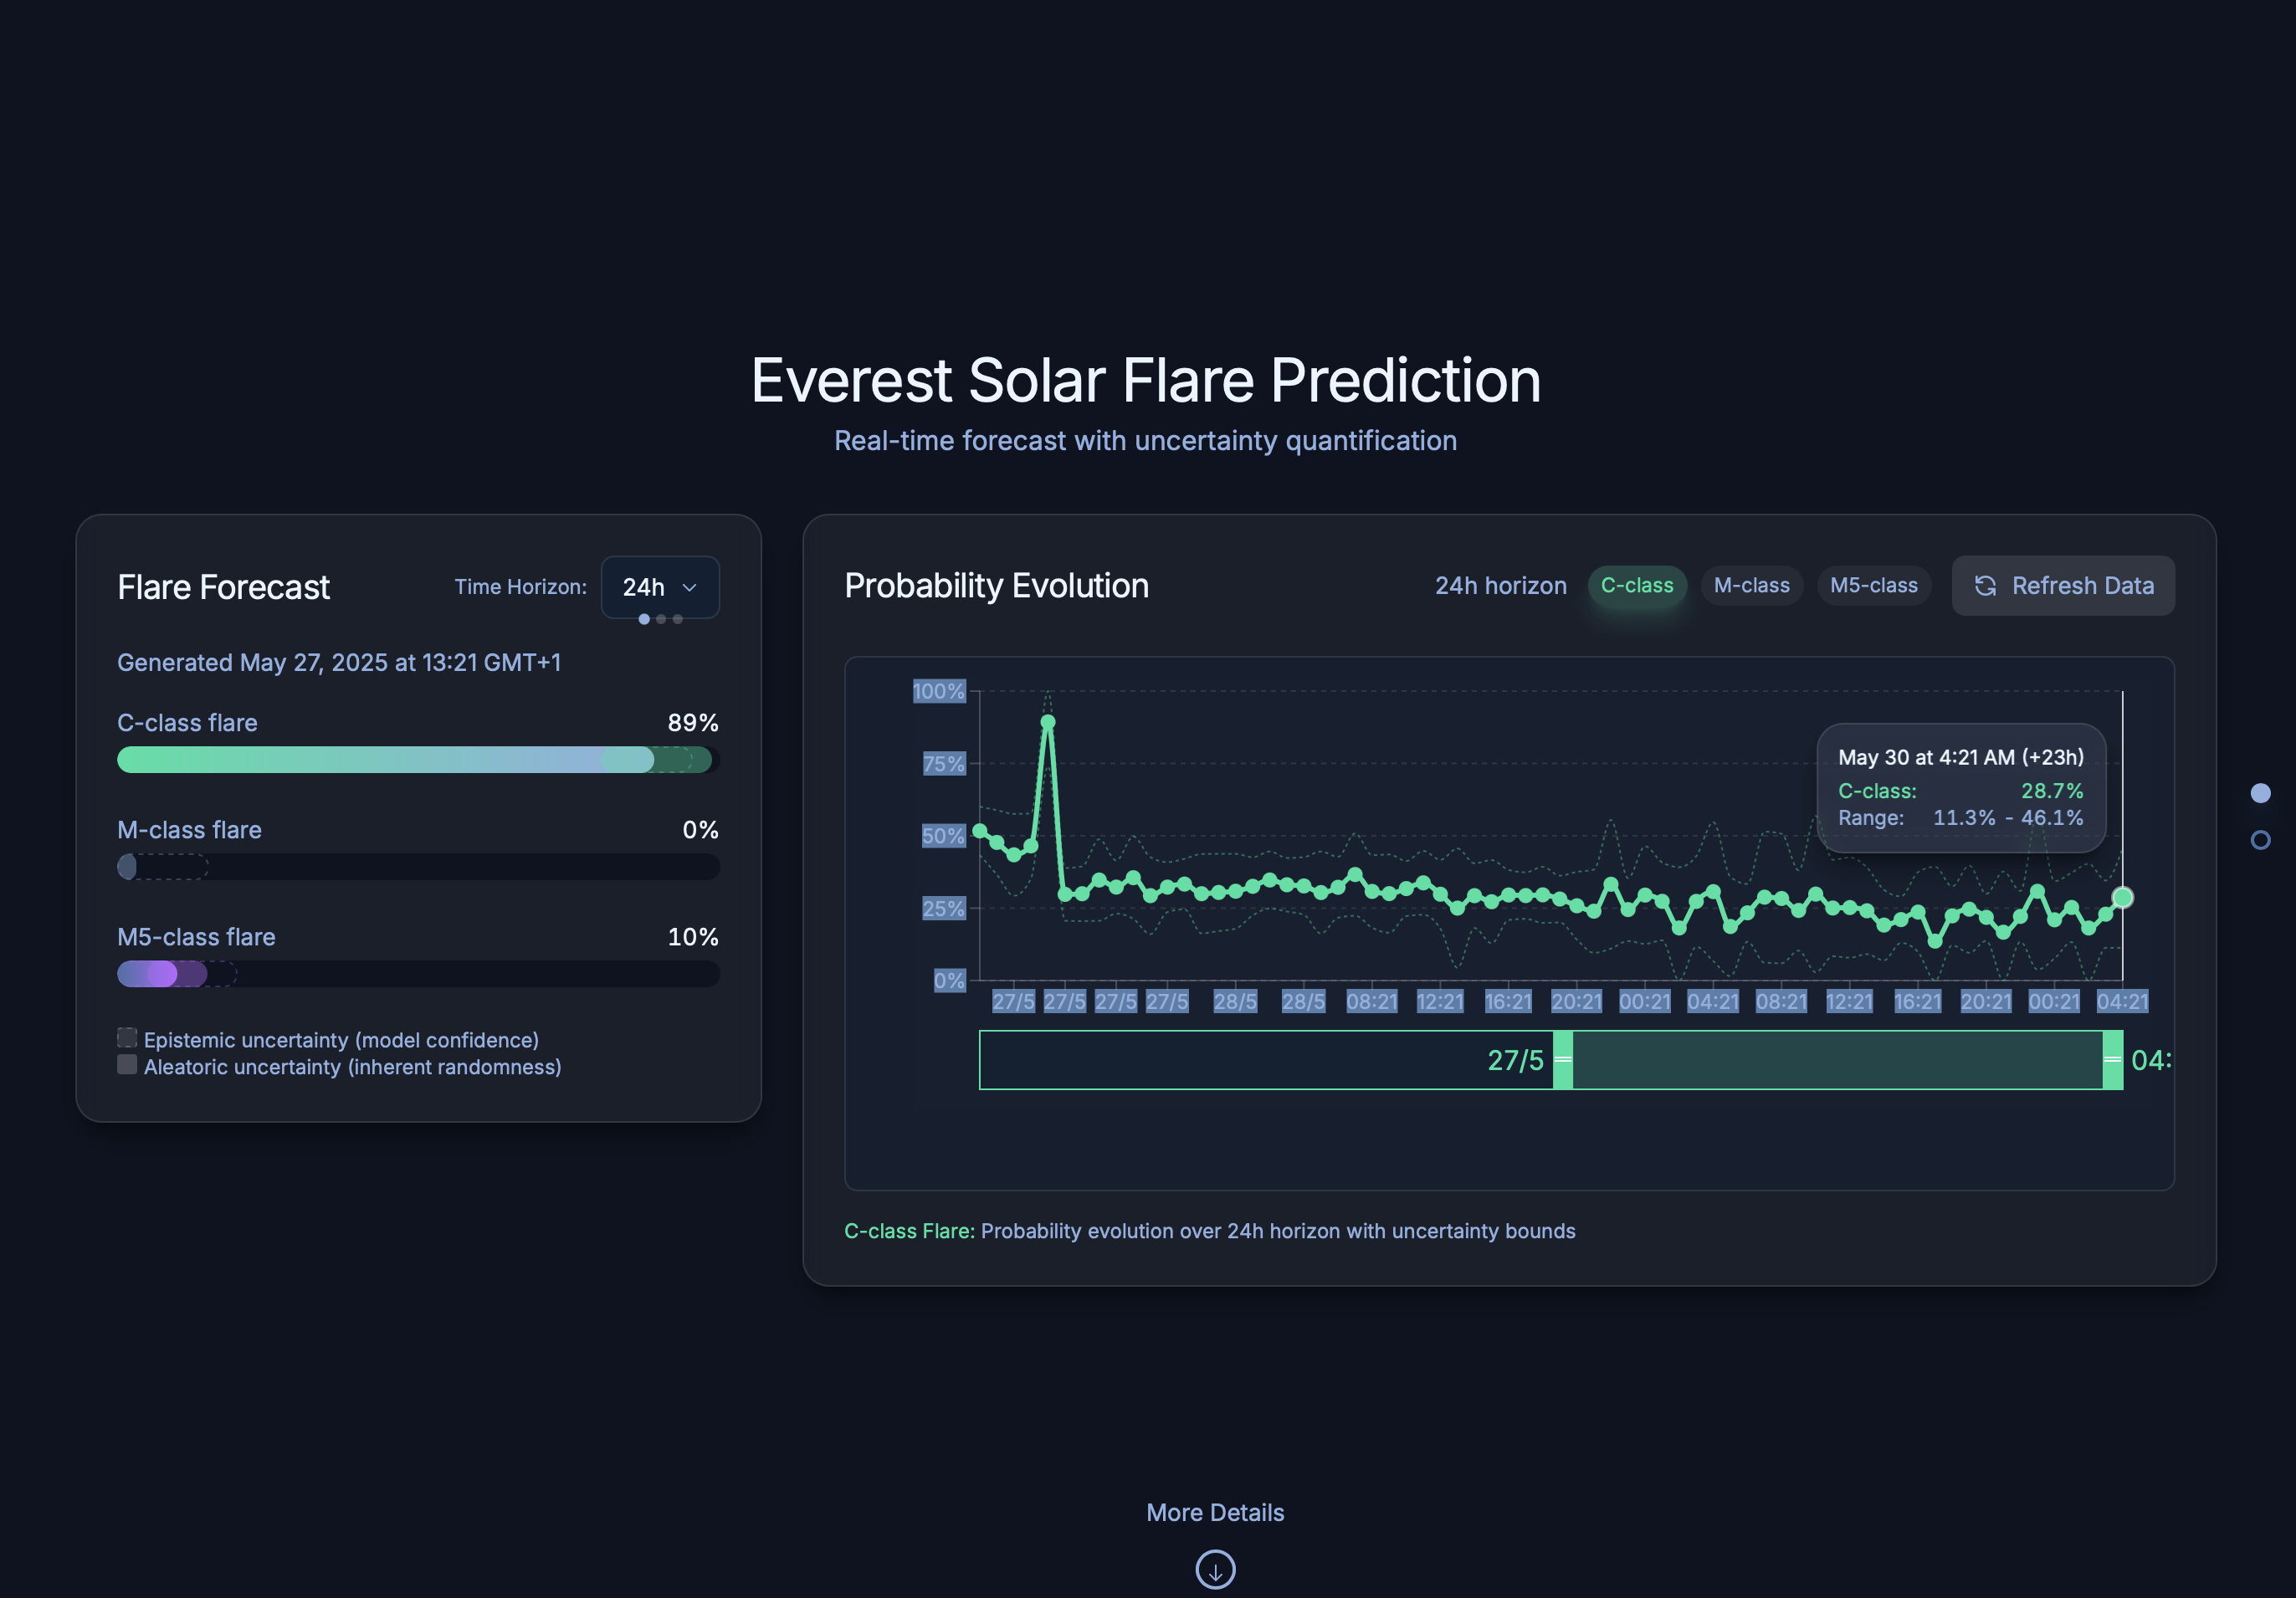 Everest Solar Flare Prediction
Real-time forecast with uncertainty quantification
Flare Forecast
Time Horizon:
24h
Generated May 27, 2025 at 13:21 GMT+1
C-class flare 89%
M-class flare 0%
M5-class flare 10%
Epistemic uncertainty (model confidence)
Aleatoric uncertainty (inherent randomness)
Probability Evolution
24h horizon
C-class
M-class
M5-class
Refresh Data
100%
75%
50%
25%
0%
May 30 at 4:21 AM (+23h)
C-class: 28.7%
Range: 11.3% - 46.1%
27/5 27/5 27/5 27/5 28/5 28/5 08:21 12:21 16:21 20:21 00:21 04:21 08:21 12:21 16:21 20:21 00:21 04:21
27/5 04:
C-class Flare: Probability evolution over 24h horizon with uncertainty bounds
More Details